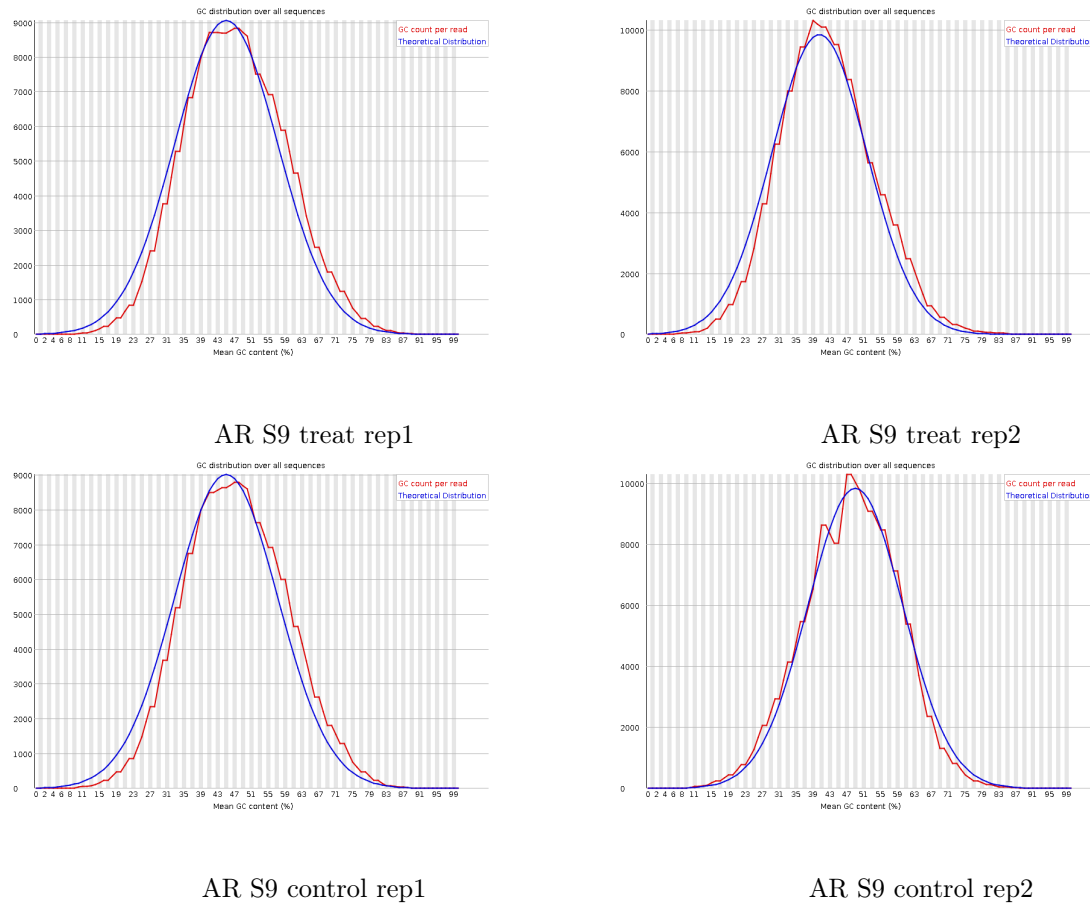 GC distribution over all sequences
GC count per read
Theoretical Distribution
9000
8000
7000
6000
5000
4000
3000
2000
1000
0
0 2 4 6 8 11 15 19 23 27 31 35 39 43 47 51 55 59 63 67 71 75 79 83 87 91 95 99
Mean GC content (%)
AR S9 treat rep1
GC distribution over all sequences
GC count per read
Theoretical Distributio
10000
8000
6000
4000
2000
0
0 2 4 6 8 11 15 19 23 27 31 35 39 43 47 51 55 59 63 67 71 75 79 83 87 91 95 99
Mean GC content (%)
AR S9 treat rep2
GC distribution over all sequences
GC count per read
Theoretical Distribution
9000
8000
7000
6000
5000
4000
3000
2000
1000
0
0 2 4 6 8 11 15 19 23 27 31 35 39 43 47 51 55 59 63 67 71 75 79 83 87 91 95 99
Mean GC content (%)
AR S9 control rep1
GC distribution over all sequences
GC count per read
Theoretical Distributio
10000
8000
6000
4000
2000
0
0 2 4 6 8 11 15 19 23 27 31 35 39 43 47 51 55 59 63 67 71 75 79 83 87 91 95 99
Mean GC content (%)
AR S9 control rep2